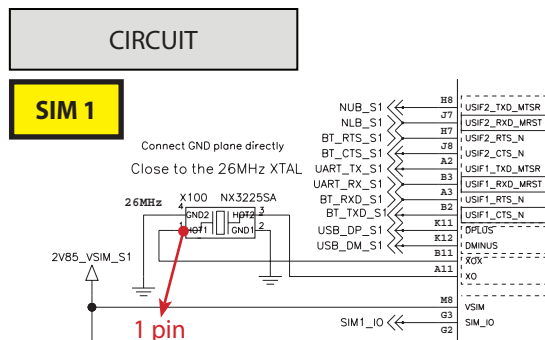 CIRCUIT
SIM 1
Connect GND plane directly
Close to the 26MHz XTAL
26MHz
X100 NX3225SA
4 GND2 HOT2 3
1 HOT1 GND1 2
2V85_VSIM_S1
1 pin
NUB_S1 H8 USIF2_TXD_MTSR
NLB_S1 J7 USIF2_RXD_MRST
BT_RTS_S1 H7 USIF2_RTS_N
BT_CTS_S1 J8 USIF2_CTS_N
UART_TX_S1 A2 USIF1_TXD_MTSR
UART_RX_S1 B3 USIF1_RXD_MRST
BT_RXD_S1 A3 USIF1_RTS_N
BT_TXD_S1 B2 USIF1_CTS_N
USB_DP_S1 K11 DPLUS
USB_DM_S1 K12 DMINUS
B11 XOX
A11 XO
M8 VSIM
SIM1_IO G3 SIM_IO
G2